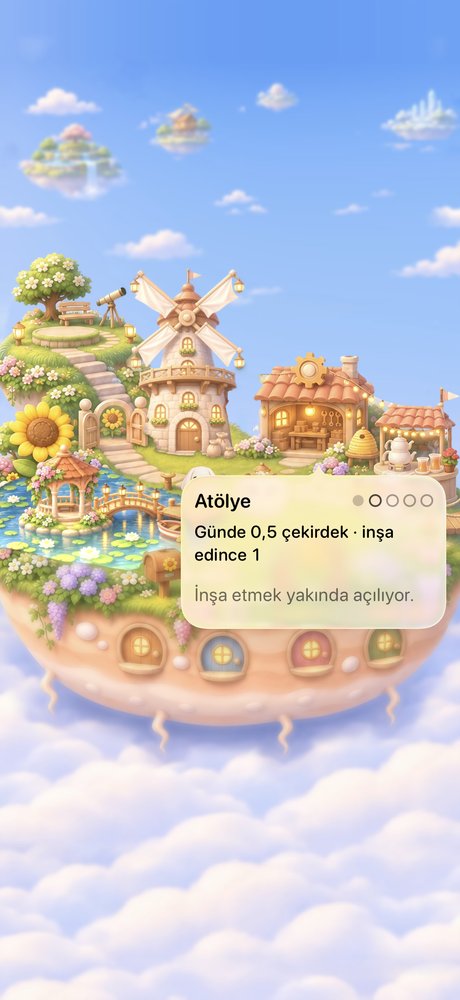 Atölye
Günde 0,5 çekirdek · inşa
edince 1
İnşa etmek yakında açılıyor.